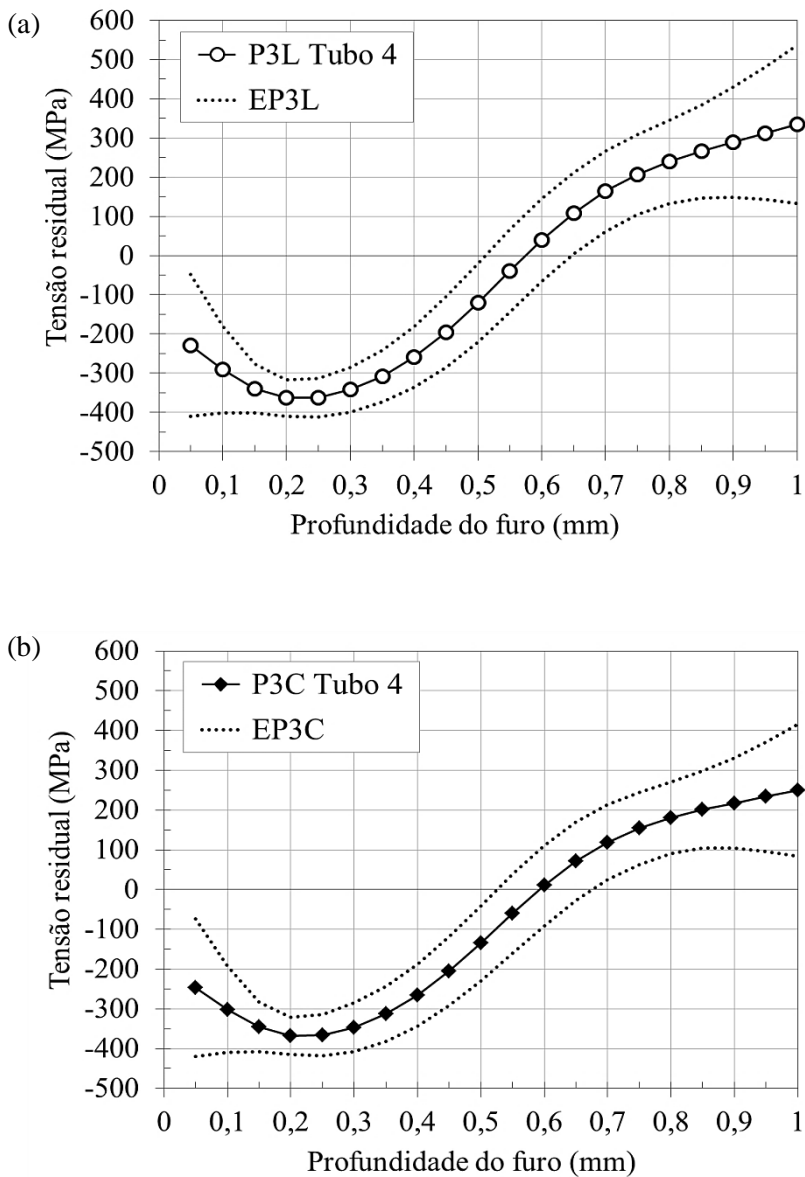 (a)
600
500
400
300
200
100
0
-100
-200
-300
-400
-500
Tensão residual (MPa)
P3L Tubo 4
EP3L
0 0,1 0,2 0,3 0,4 0,5 0,6 0,7 0,8 0,9 1
Profundidade do furo (mm)
(b)
600
500
400
300
200
100
0
-100
-200
-300
-400
-500
Tensão residual (MPa)
P3C Tubo 4
EP3C
0 0,1 0,2 0,3 0,4 0,5 0,6 0,7 0,8 0,9 1
Profundidade do furo (mm)